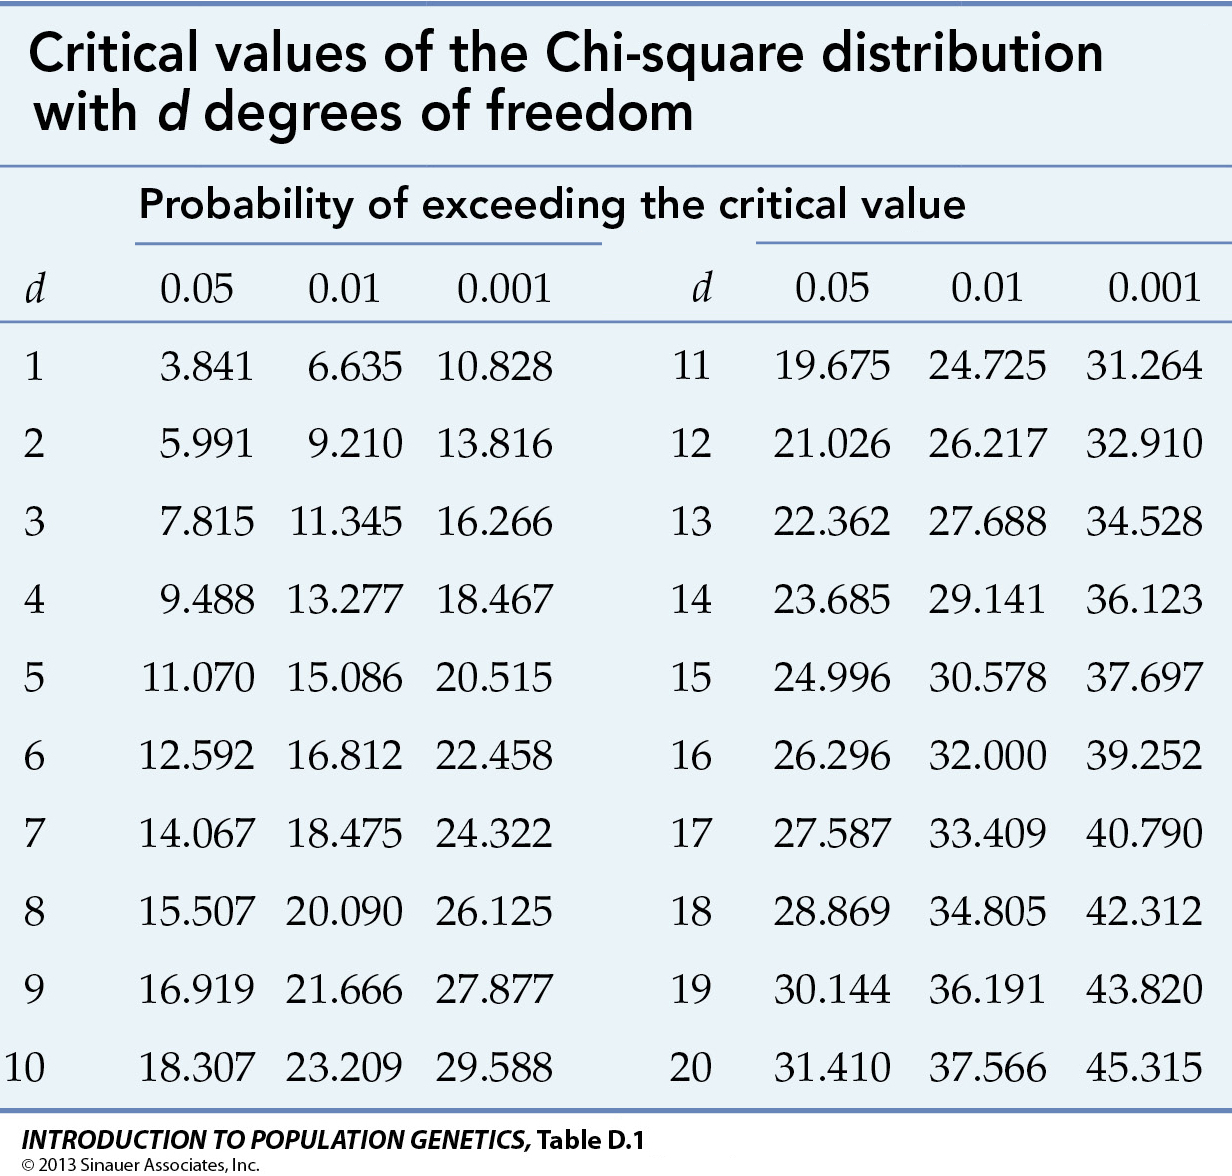 Critical values of the Chi-square distribution
with d degrees of freedom
Probability of exceeding the critical value
d 0.05 0.01 0.001 d 0.05 0.01 0.001
1 3.841 6.635 10.828 11 19.675 24.725 31.264
2 5.991 9.210 13.816 12 21.026 26.217 32.910
3 7.815 11.345 16.266 13 22.362 27.688 34.528
4 9.488 13.277 18.467 14 23.685 29.141 36.123
5 11.070 15.086 20.515 15 24.996 30.578 37.697
6 12.592 16.812 22.458 16 26.296 32.000 39.252
7 14.067 18.475 24.322 17 27.587 33.409 40.790
8 15.507 20.090 26.125 18 28.869 34.805 42.312
9 16.919 21.666 27.877 19 30.144 36.191 43.820
10 18.307 23.209 29.588 20 31.410 37.566 45.315
INTRODUCTION TO POPULATION GENETICS, Table D.1
© 2013 Sinauer Associates, Inc.